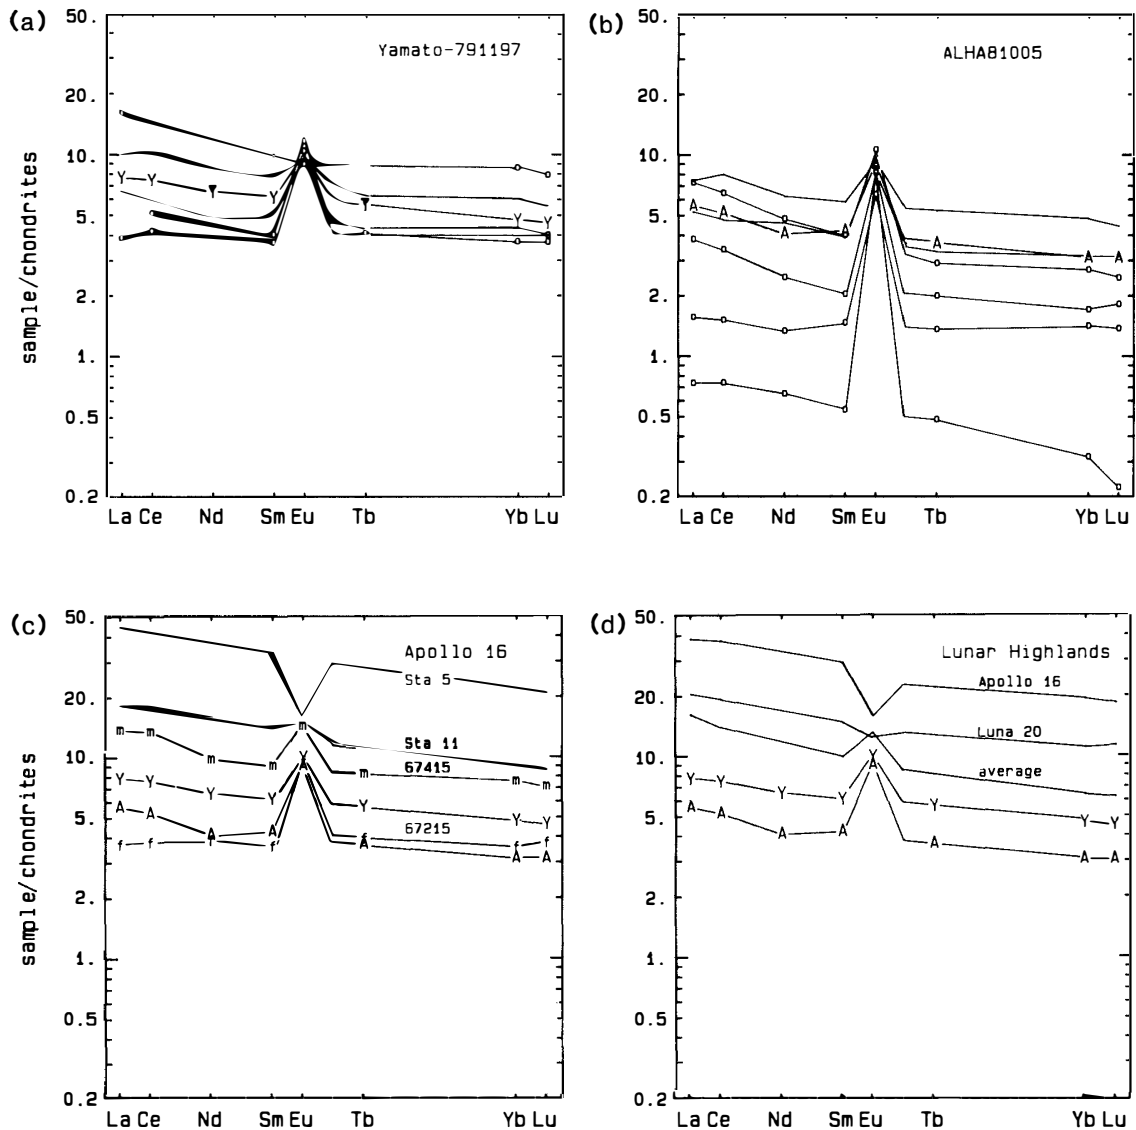 (a)
Yamato-791197
50.
20.
10.
5.
2.
1.
0.5
0.2
sample/chondrites
La Ce Nd Sm Eu Tb Yb Lu
Y Y Y Y Y Y Y
(b)
ALHA81005
50.
20.
10.
5.
2.
1.
0.5
0.2
La Ce Nd Sm Eu Tb Yb Lu
A A A A A A A A
(c)
Apollo 16
Sta 5
Sta 11
67415
67215
50.
20.
10.
5.
2.
1.
0.5
0.2
sample/chondrites
m m m m m m m m
Y Y Y Y Y Y Y Y
A A A A A A A A
f f f f f f f
La Ce Nd Sm Eu Tb Yb Lu
(d)
Lunar Highlands
Apollo 16
Luna 20
average
50.
20.
10.
5.
2.
1.
0.5
0.2
Y Y Y Y Y Y Y Y
A A A A A A A A
La Ce Nd Sm Eu Tb Yb Lu